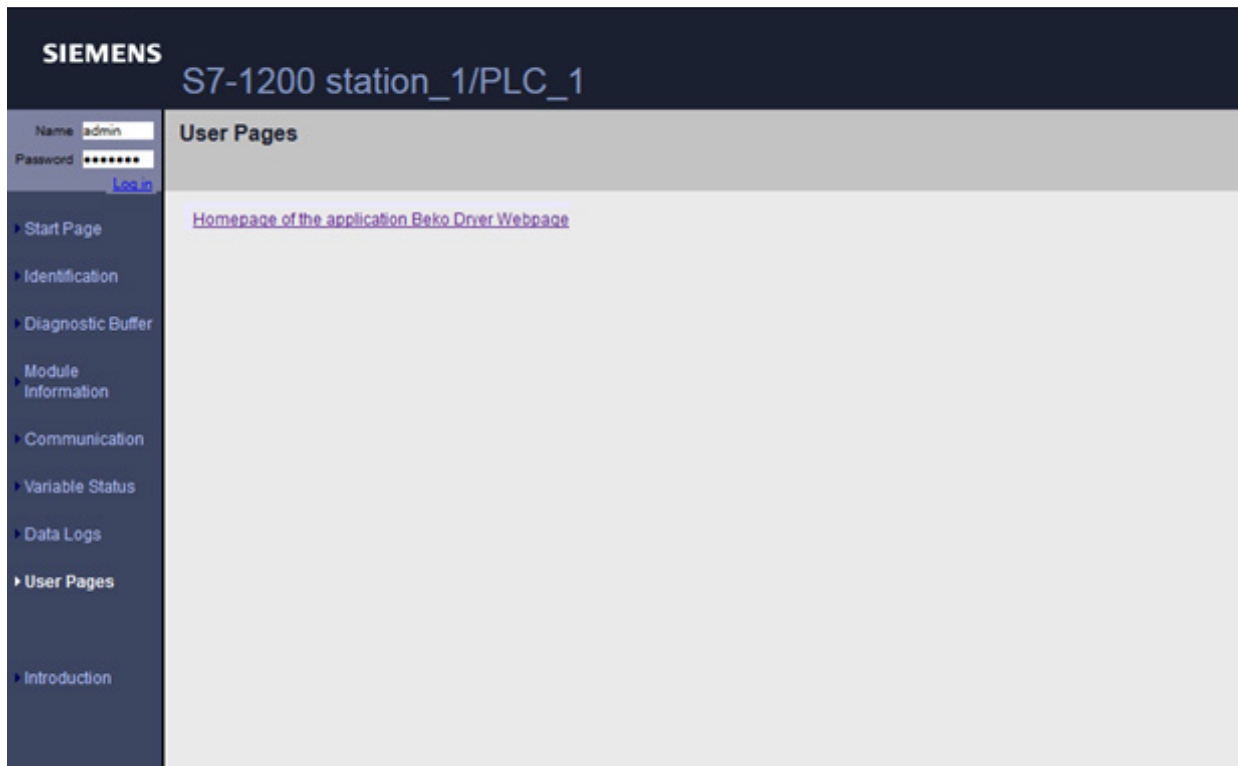 SIEMENS
S7-1200 station_1/PLC_1
Name admin
Password •••••••
Log in
User Pages
Homepage of the application Beko Dryer Webpage
Start Page
Identification
Diagnostic Buffer
Module
Information
Communication
Variable Status
Data Logs
User Pages
Introduction